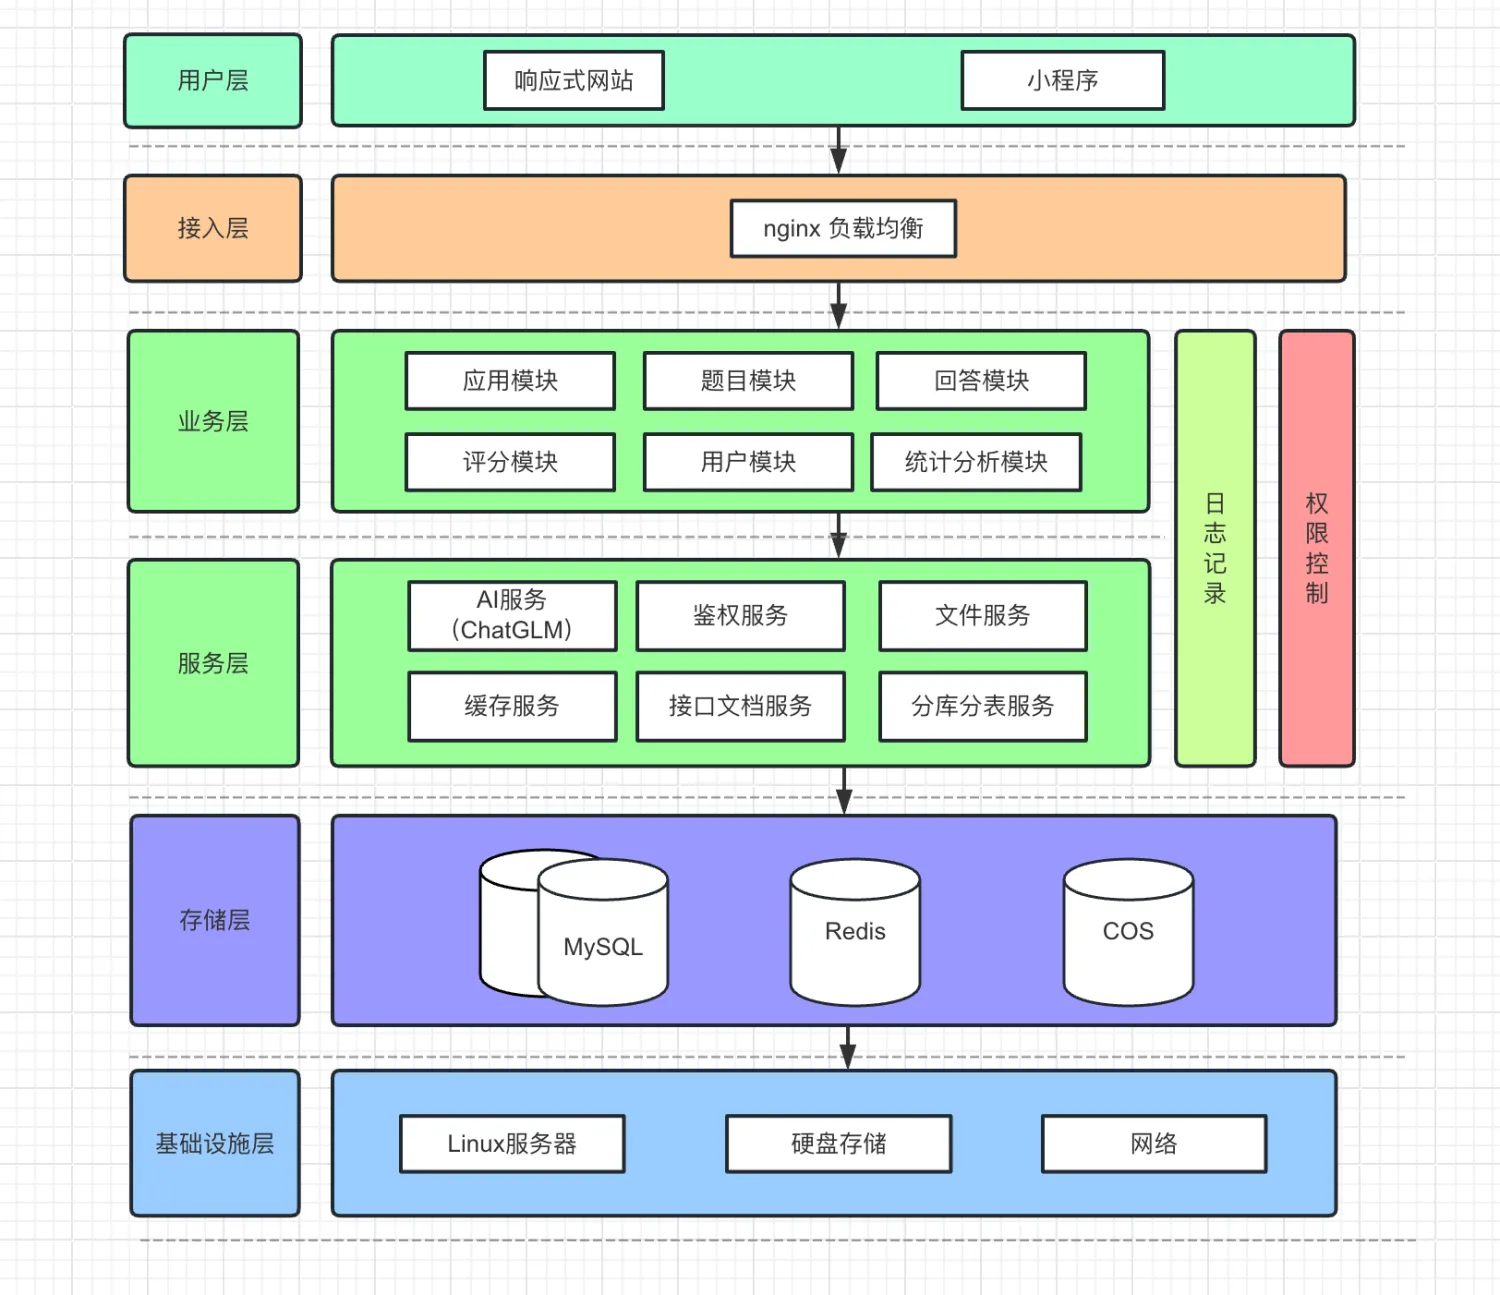 用户层
响应式网站
小程序
接入层
nginx 负载均衡
业务层
应用模块
题目模块
回答模块
评分模块
用户模块
统计分析模块
服务层
AI服务
（ChatGLM）
鉴权服务
文件服务
缓存服务
接口文档服务
分库分表服务
日志记录
权限控制
存储层
MySQL
Redis
COS
基础设施层
Linux服务器
硬盘存储
网络